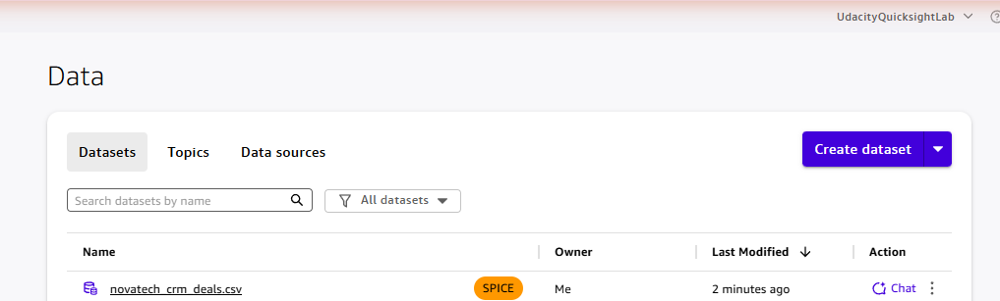 UdacityQuicksightLab
Data
Datasets Topics Data sources Create dataset
Search datasets by name All datasets
Name Owner Last Modified Action
novatech_crm_deals.csv SPICE Me 2 minutes ago Chat